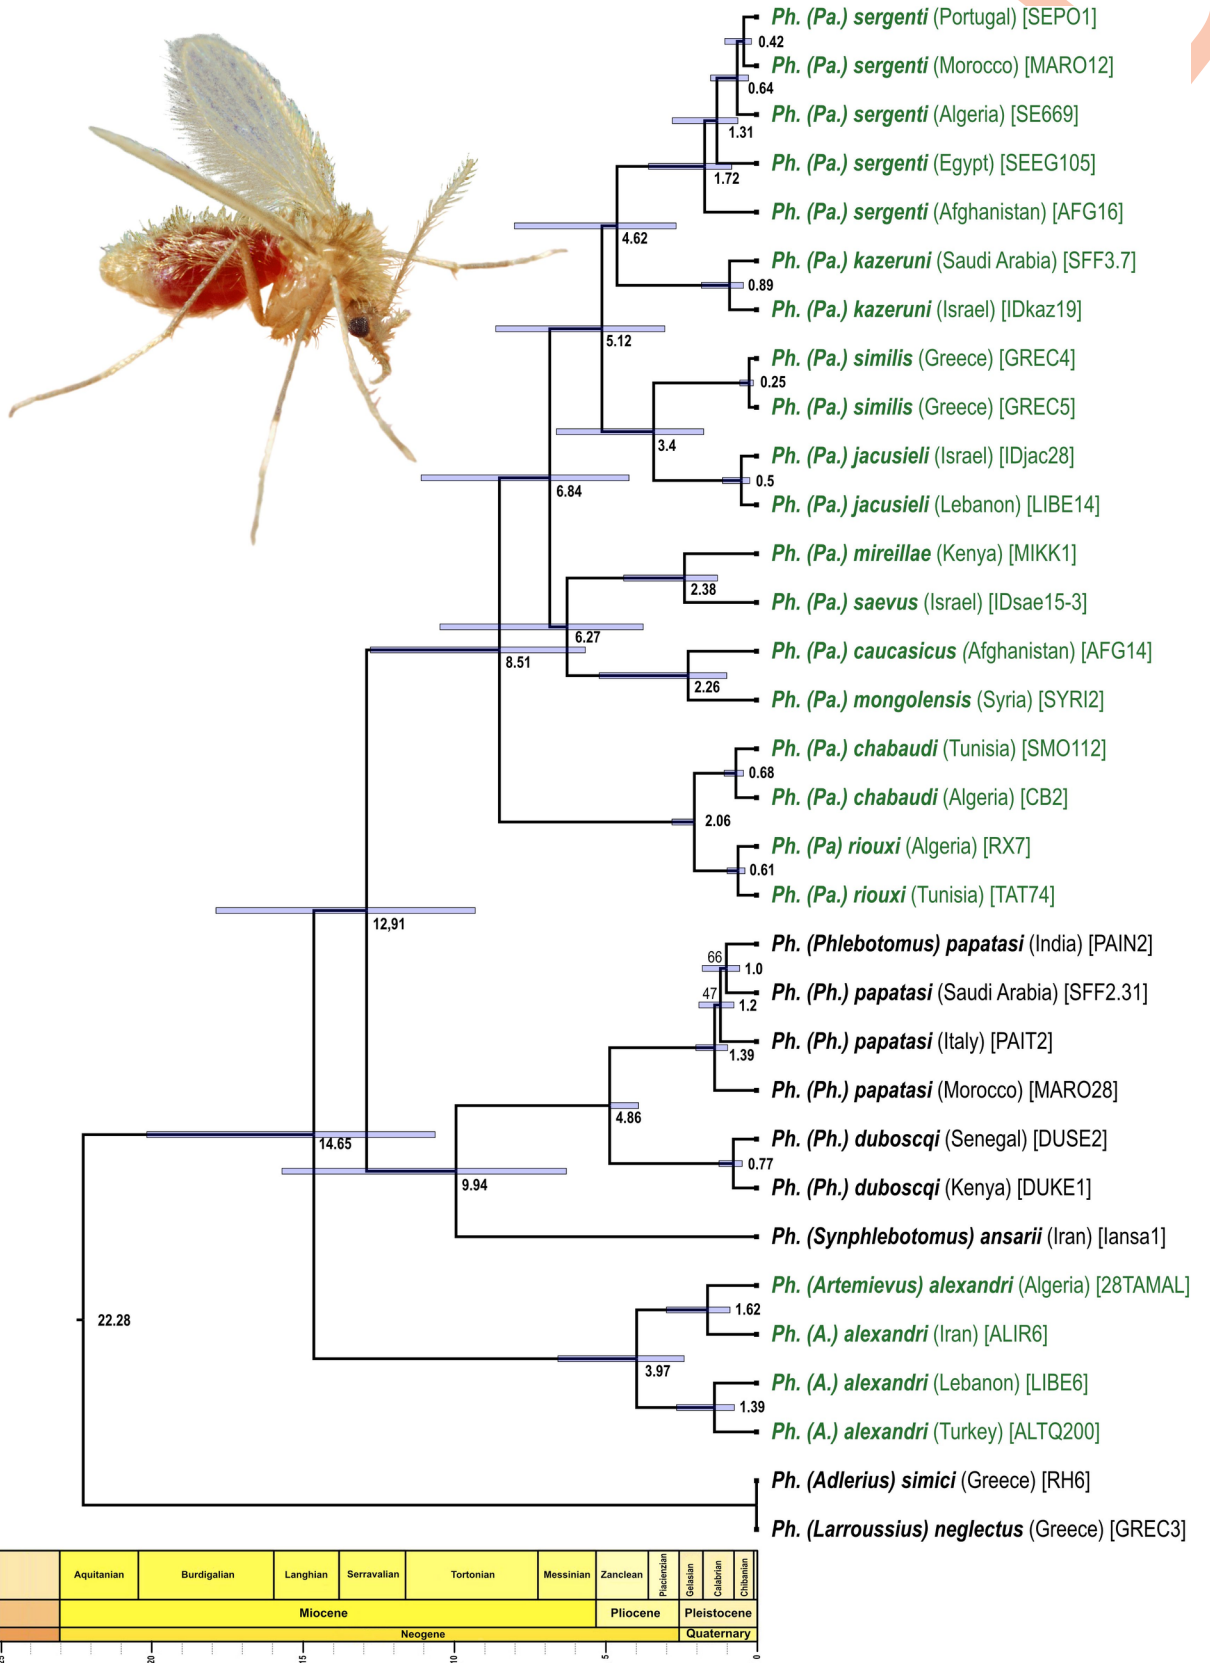 Ph. (Pa.) sergenti (Portugal) [SEPO1]
0.42
Ph. (Pa.) sergenti (Morocco) [MARO12]
0.64
Ph. (Pa.) sergenti (Algeria) [SE669]
1.31
Ph. (Pa.) sergenti (Egypt) [SEEG105]
1.72
Ph. (Pa.) sergenti (Afghanistan) [AFG16]
4.62
Ph. (Pa.) kazeruni (Saudi Arabia) [SFF3.7]
0.89
Ph. (Pa.) kazeruni (Israel) [IDkaz19]
5.12
Ph. (Pa.) similis (Greece) [GREC4]
0.25
Ph. (Pa.) similis (Greece) [GREC5]
3.4
Ph. (Pa.) jacusieli (Israel) [IDjac28]
0.5
6.84
Ph. (Pa.) jacusieli (Lebanon) [LIBE14]
Ph. (Pa.) mireillae (Kenya) [MIKK1]
2.38
Ph. (Pa.) saevus (Israel) [IDsae15-3]
6.27
Ph. (Pa.) caucasicus (Afghanistan) [AFG14]
8.51
2.26
Ph. (Pa.) mongolensis (Syria) [SYRI2]
Ph. (Pa.) chabaudi (Tunisia) [SMO112]
0.68
Ph. (Pa.) chabaudi (Algeria) [CB2]
2.06
Ph. (Pa) riouxi (Algeria) [RX7]
0.61
Ph. (Pa.) riouxi (Tunisia) [TAT74]
12,91
Ph. (Phlebotomus) papatasi (India) [PAIN2]
66
1.0
Ph. (Ph.) papatasi (Saudi Arabia) [SFF2.31]
47
1.2
Ph. (Ph.) papatasi (Italy) [PAIT2]
1.39
Ph. (Ph.) papatasi (Morocco) [MARO28]
4.86
Ph. (Ph.) duboscqi (Senegal) [DUSE2]
14.65
0.77
Ph. (Ph.) duboscqi (Kenya) [DUKE1]
9.94
Ph. (Synphlebotomus) ansarii (Iran) [Iansa1]
Ph. (Artemievus) alexandri (Algeria) [28TAMAL]
1.62
22.28
Ph. (A.) alexandri (Iran) [ALIR6]
3.97
Ph. (A.) alexandri (Lebanon) [LIBE6]
1.39
Ph. (A.) alexandri (Turkey) [ALTQ200]
Ph. (Adlerius) simici (Greece) [RH6]
Ph. (Larroussius) neglectus (Greece) [GREC3]
Aquitanian Burdigalian Langhian Serravalian Tortonian Messinian Zanclean Piacenzian Gelasian Calabrian Chibanian
Miocene Pliocene Pleistocene
Neogene Quaternary
25 20 15 10 5 0